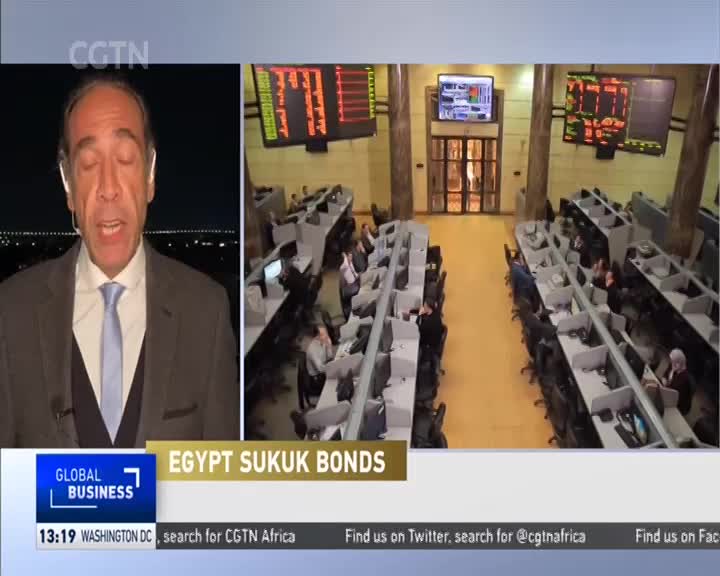 CGTN
EGYPT SUKUK BONDS
GLOBAL
BUSINESS
13:19 WASHINGTON DC
, search for CGTN Africa Find us on Twitter, search for @cgtnafrica Find us on Fac